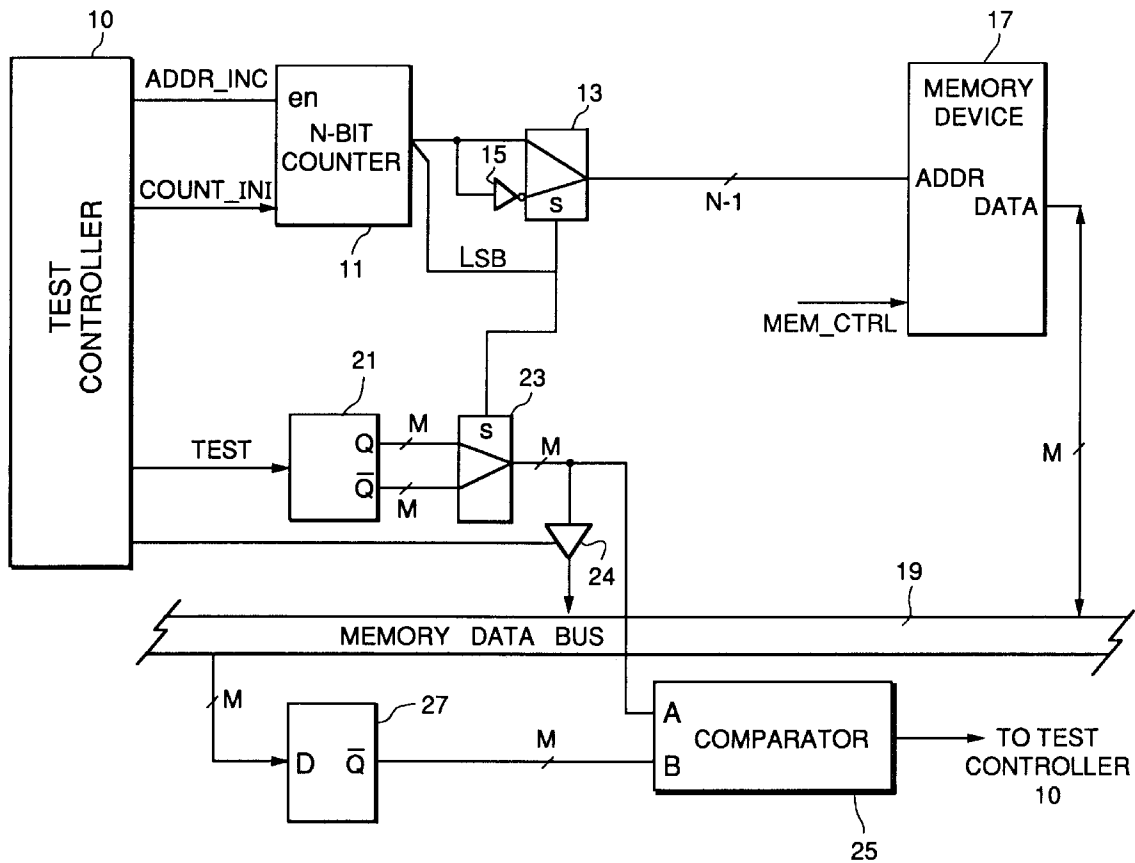 10
TEST
CONTROLLER
ADDR_INC
COUNT_INI
en
N-BIT
COUNTER
11
LSB
15
13
S
N-1
17
MEMORY
DEVICE
ADDR
DATA
MEM_CTRL
M
TEST
21
Q
Q̅
M
M
23
S
M
24
19
MEMORY DATA BUS
M
27
D
Q̅
M
A
B
COMPARATOR
25
TO TEST
CONTROLLER
10